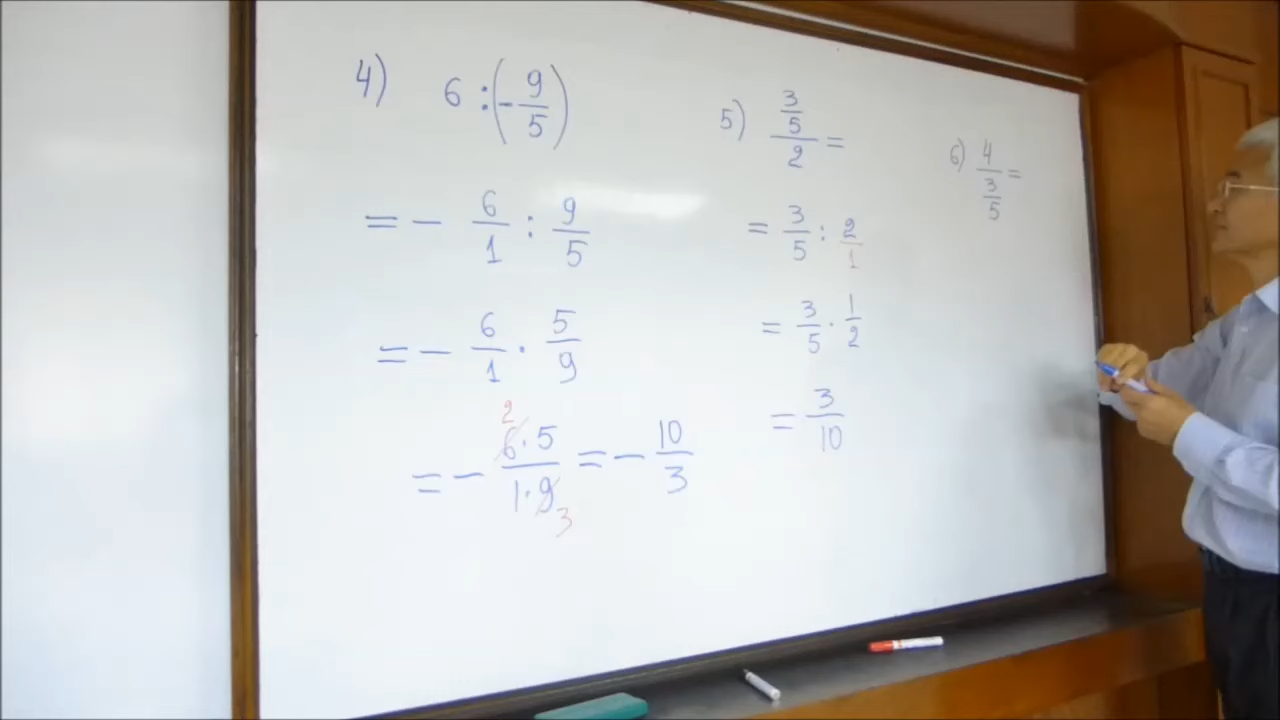 4) 6 : (- 9/5)
= - 6/1 : 9/5
= - 6/1 · 5/9
= - 6 · 5 / 1 · 9 = - 10/3
2
3
5) 3/5 / 2 =
= 3/5 : 2/1
= 3/5 · 1/2
= 3/10
6) 4 / 3/5 =